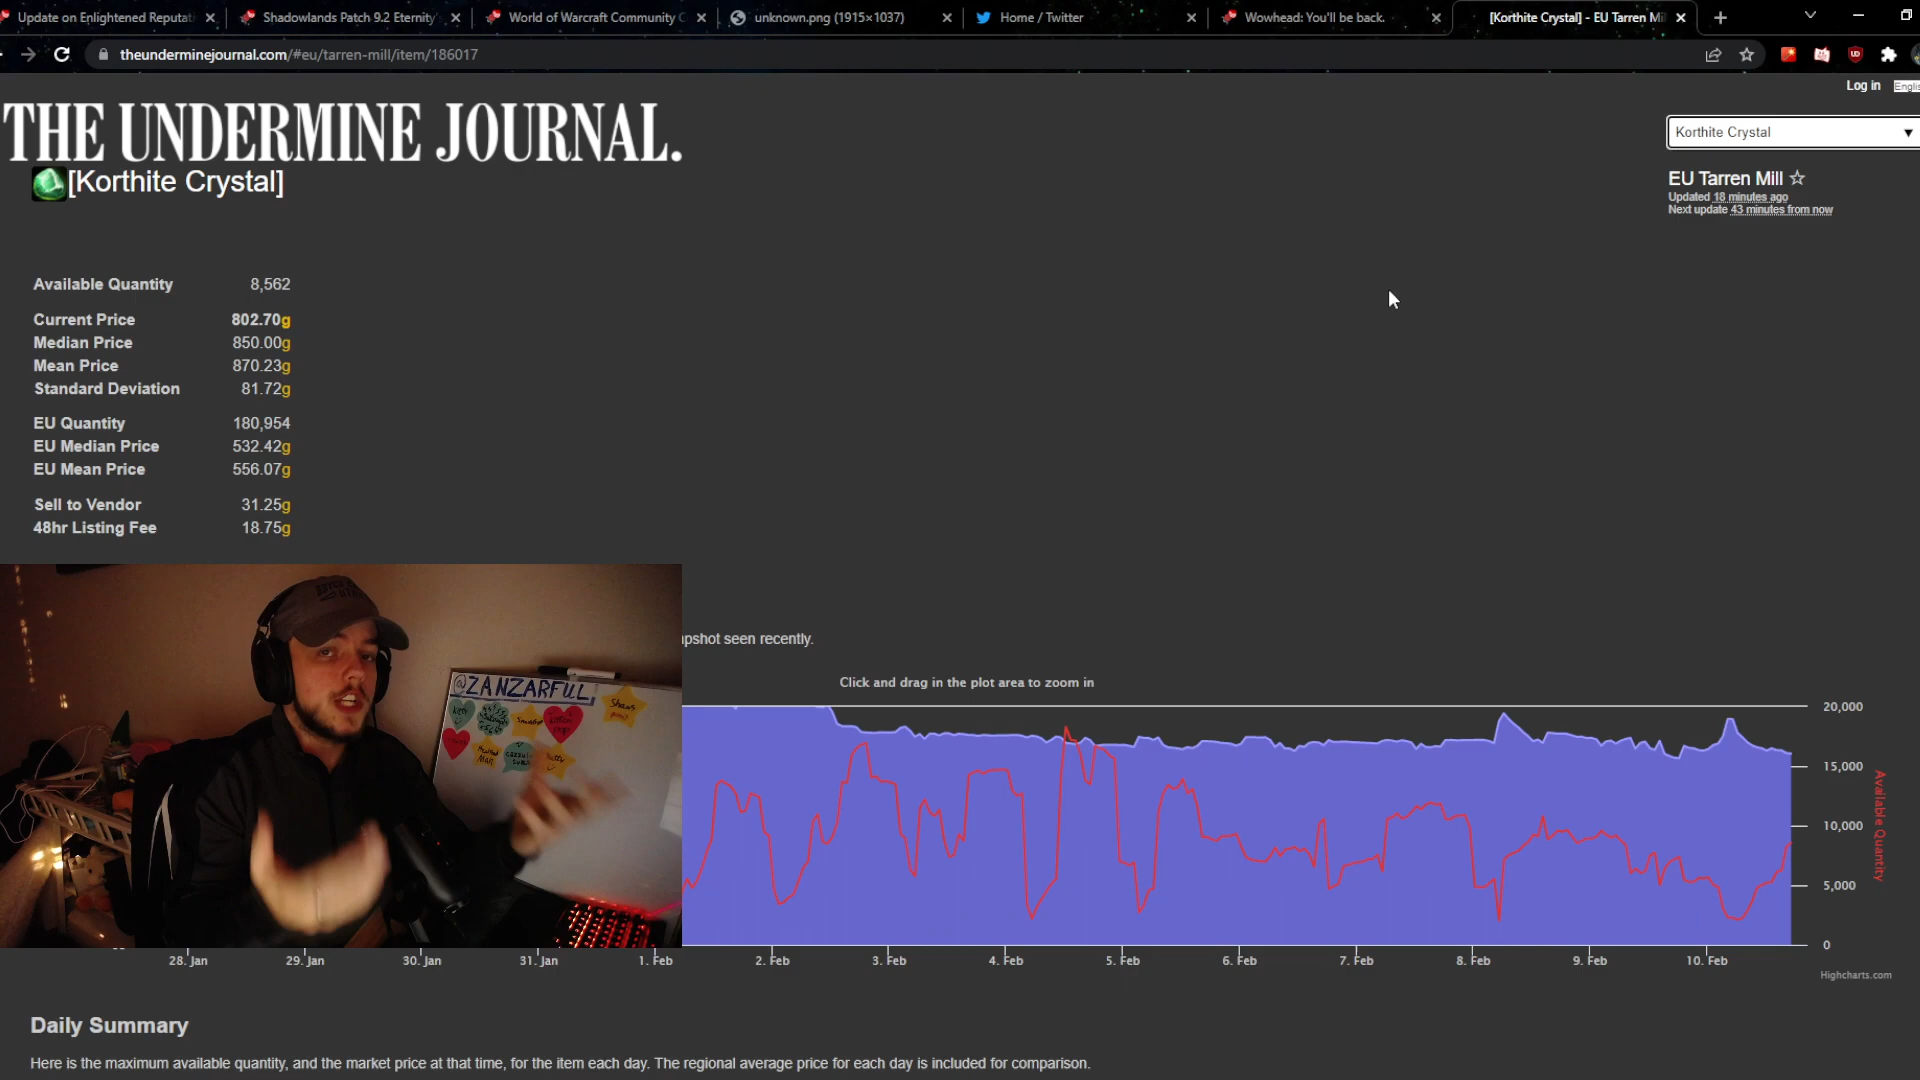 Update on Enlightened Reputat
Shadowlands Patch 9.2 Eternity
World of Warcraft Community C
unknown.png (1915×1037)
Home / Twitter
Wowhead: You'll be back.
[Korthite Crystal] - EU Tarren Mil
theunderminejournal.com/#eu/tarren-mill/item/186017
Log in
Englis
THE UNDERMINE JOURNAL.
Korthite Crystal
[Korthite Crystal]
EU Tarren Mill
Updated 18 minutes ago
Next update 43 minutes from now
Available Quantity 8,562
Current Price 802.70g
Median Price 850.00g
Mean Price 870.23g
Standard Deviation 81.72g
EU Quantity 180,954
EU Median Price 532.42g
EU Mean Price 556.07g
Sell to Vendor 31.25g
48hr Listing Fee 18.75g
apshot seen recently.
Click and drag in the plot area to zoom in
@ZANZARFUL
20,000
15,000
10,000
5,000
0
Available Quantity
28. Jan 29. Jan 30. Jan 31. Jan 1. Feb 2. Feb 3. Feb 4. Feb 5. Feb 6. Feb 7. Feb 8. Feb 9. Feb 10. Feb
Highcharts.com
Daily Summary
Here is the maximum available quantity, and the market price at that time, for the item each day. The regional average price for each day is included for comparison.